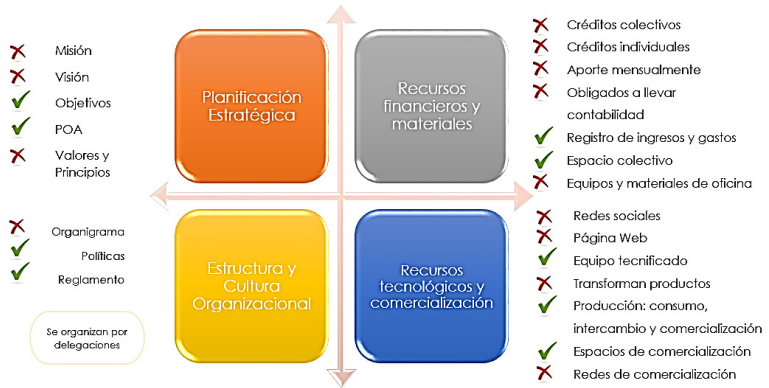 Misión
Visión
Objetivos
POA
Valores y
Principios
Planificación
Estratégica
Recursos
financieros y
materiales
Créditos colectivos
Créditos individuales
Aporte mensualmente
Obligados a llevar
contabilidad
Registro de ingresos y gastos
Espacio colectivo
Equipos y materiales de oficina
Organigrama
Políticas
Reglamento
Se organizan por
delegaciones
Estructura y
Cultura
Organizacional
Recursos
tecnológicos y
comercialización
Redes sociales
Página Web
Equipo tecnificado
Transforman productos
Producción: consumo,
intercambio y comercialización
Espacios de comercialización
Redes de comercialización